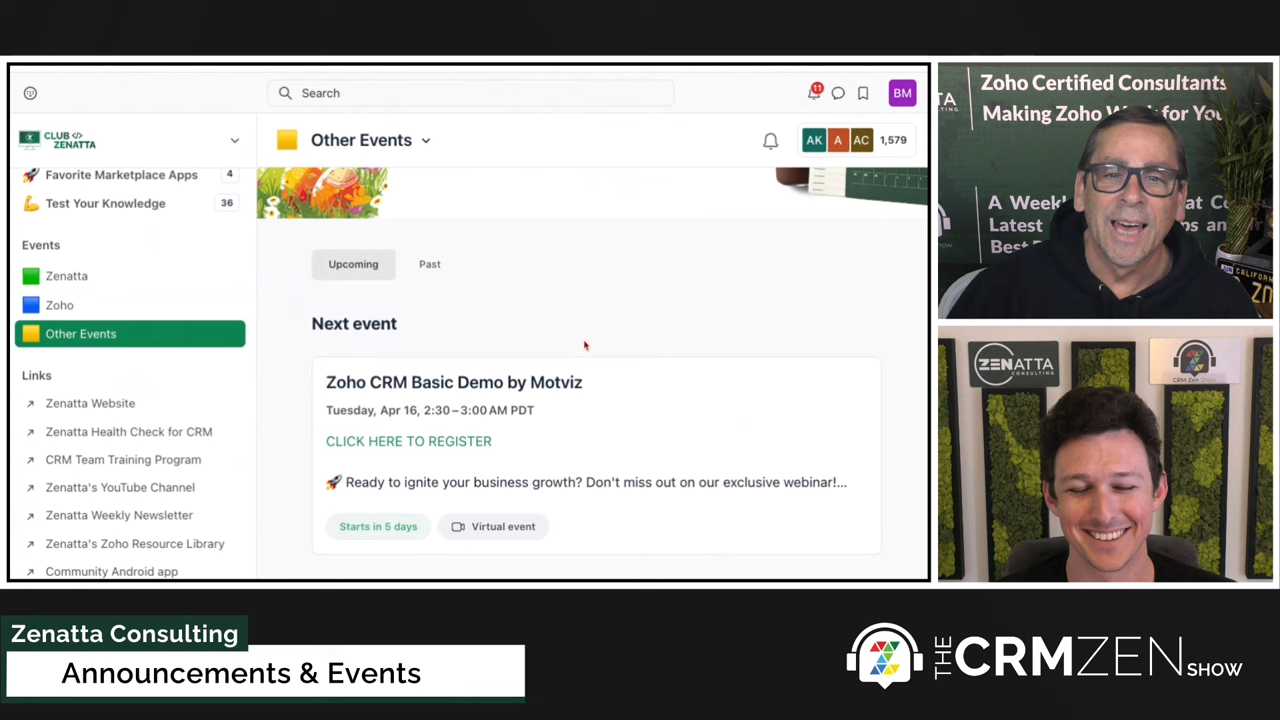 Search
11
BM
CLUB </>
ZENATTA
Other Events
AK
A
AC
1,579
Favorite Marketplace Apps
4
Test Your Knowledge
36
Events
Zenatta
Zoho
Other Events
Links
Zenatta Website
Zenatta Health Check for CRM
CRM Team Training Program
Zenatta's YouTube Channel
Zenatta Weekly Newsletter
Zenatta's Zoho Resource Library
Community Android app
Upcoming
Past
Next event
Zoho CRM Basic Demo by Motviz
Tuesday, Apr 16, 2:30 – 3:00 AM PDT
CLICK HERE TO REGISTER
🚀 Ready to ignite your business growth? Don't miss out on our exclusive webinar!...
Starts in 5 days
Virtual event
Zoho Certified Consultants
Making Zoho for You
A
Latest
Best
ZENATTA
CONSULTING
CRM Zen Show
Zenatta Consulting
Announcements & Events
THE CRMZEN SHOW